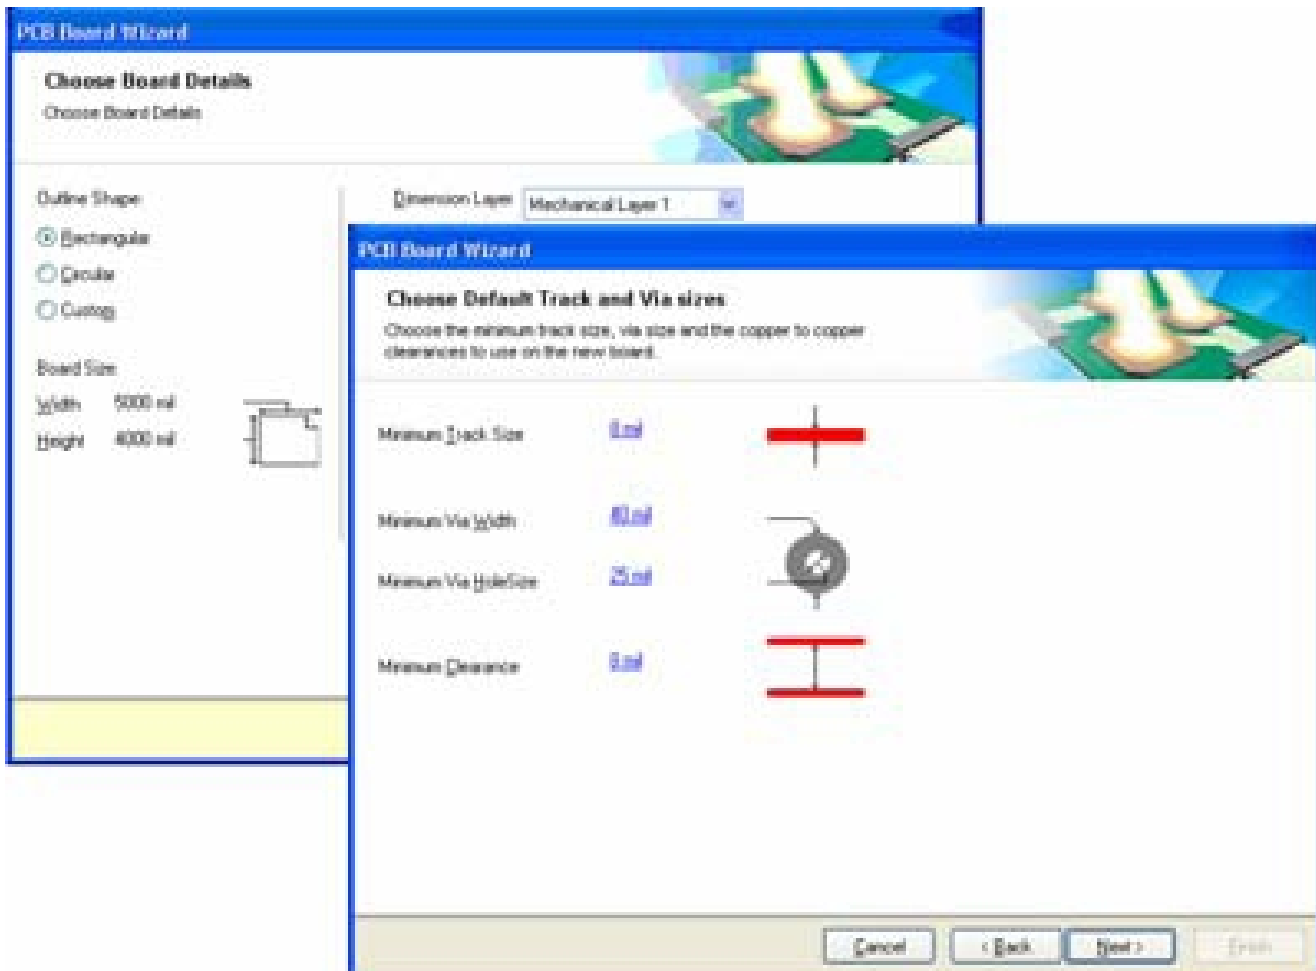 PCB Board Wizard
Choose Board Details
Choose Board Details
Outline Shape
Rectangular
Circular
Custom
Board Size
Width 5000 mil
Height 4000 mil
Dimension Layer Mechanical Layer 1
PCB Board Wizard
Choose Default Track and Via sizes
Choose the minimum track size, via size and the copper to copper
clearances to use on the new board.
Minimum Track Size mil
Minimum Via Width mil
Minimum Via HoleSize 25 mil
Minimum Clearance mil
Cancel
< Back
Next >
Finish